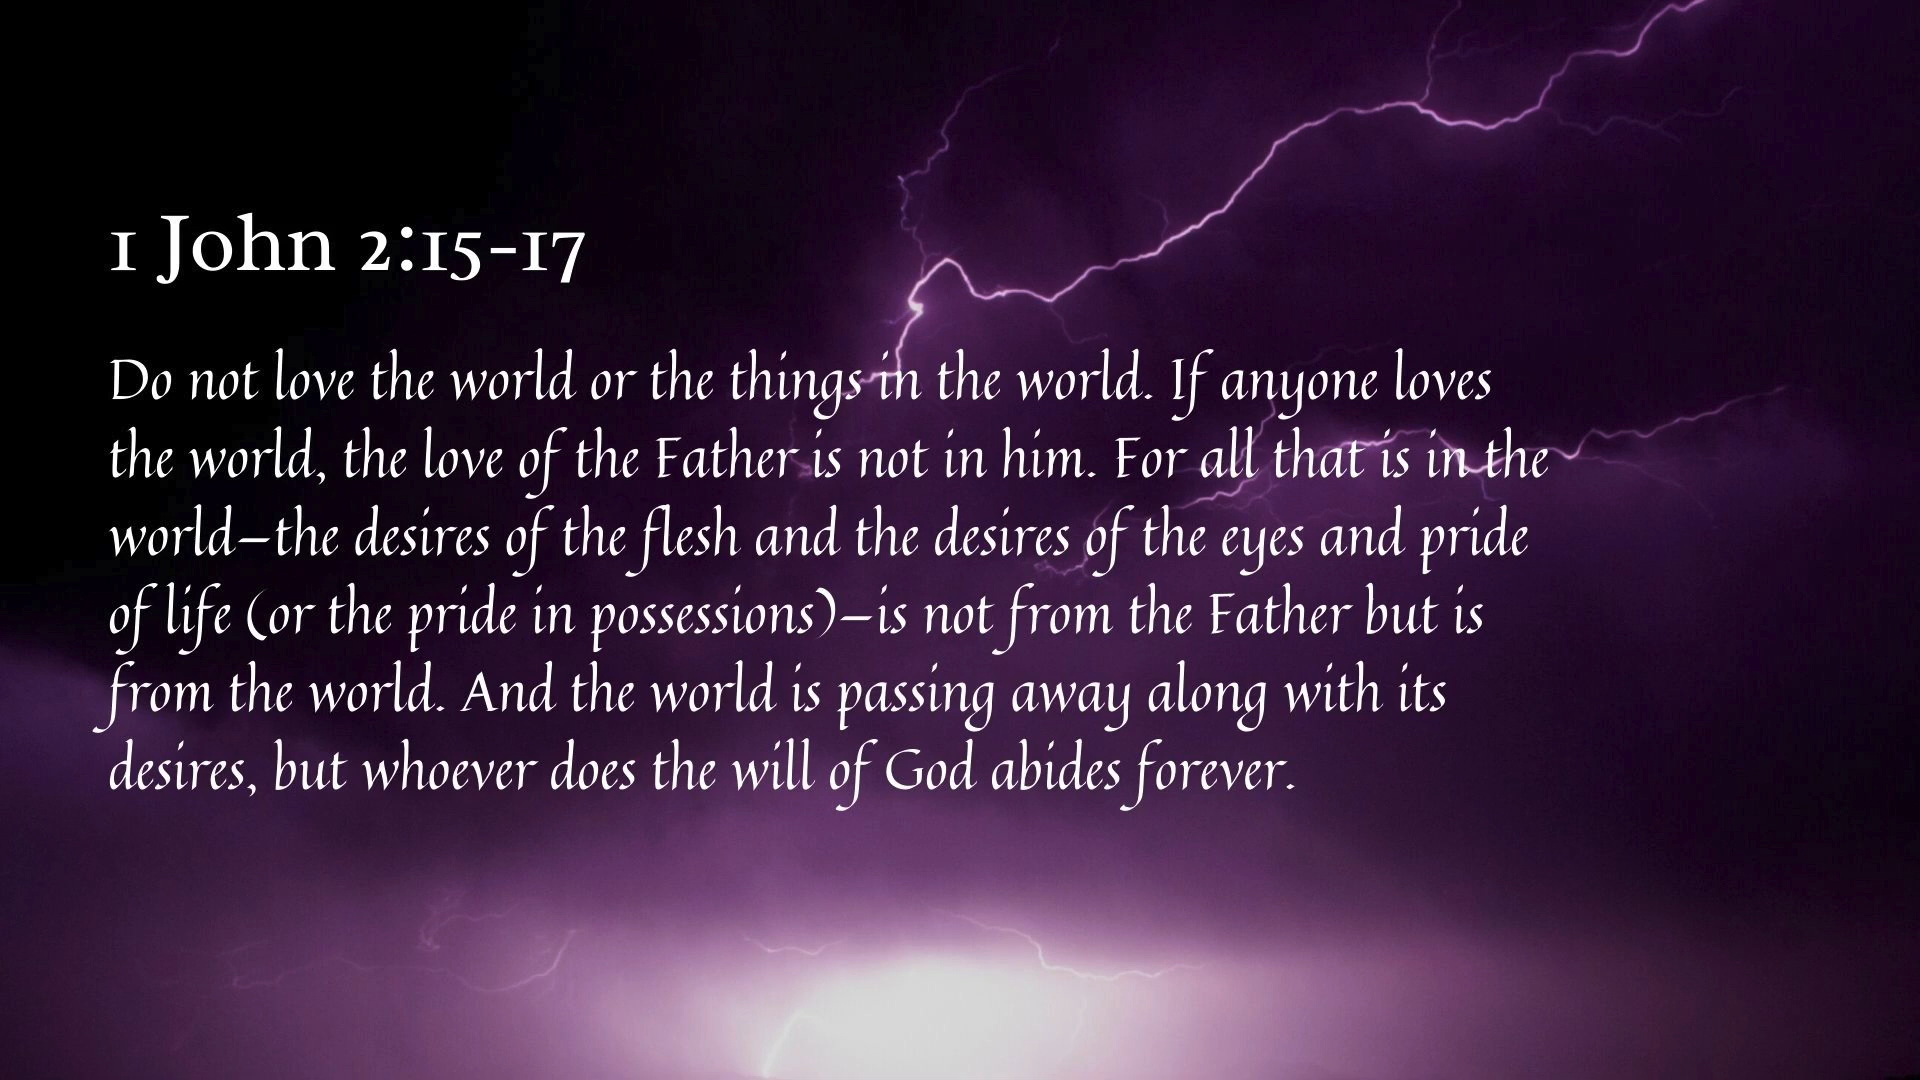 1 John 2:15-17
Do not love the world or the things in the world. If anyone loves
the world, the love of the Father is not in him. For all that is in the
world—the desires of the flesh and the desires of the eyes and pride
of life (or the pride in possessions)—is not from the Father but is
from the world. And the world is passing away along with its
desires, but whoever does the will of God abides forever.